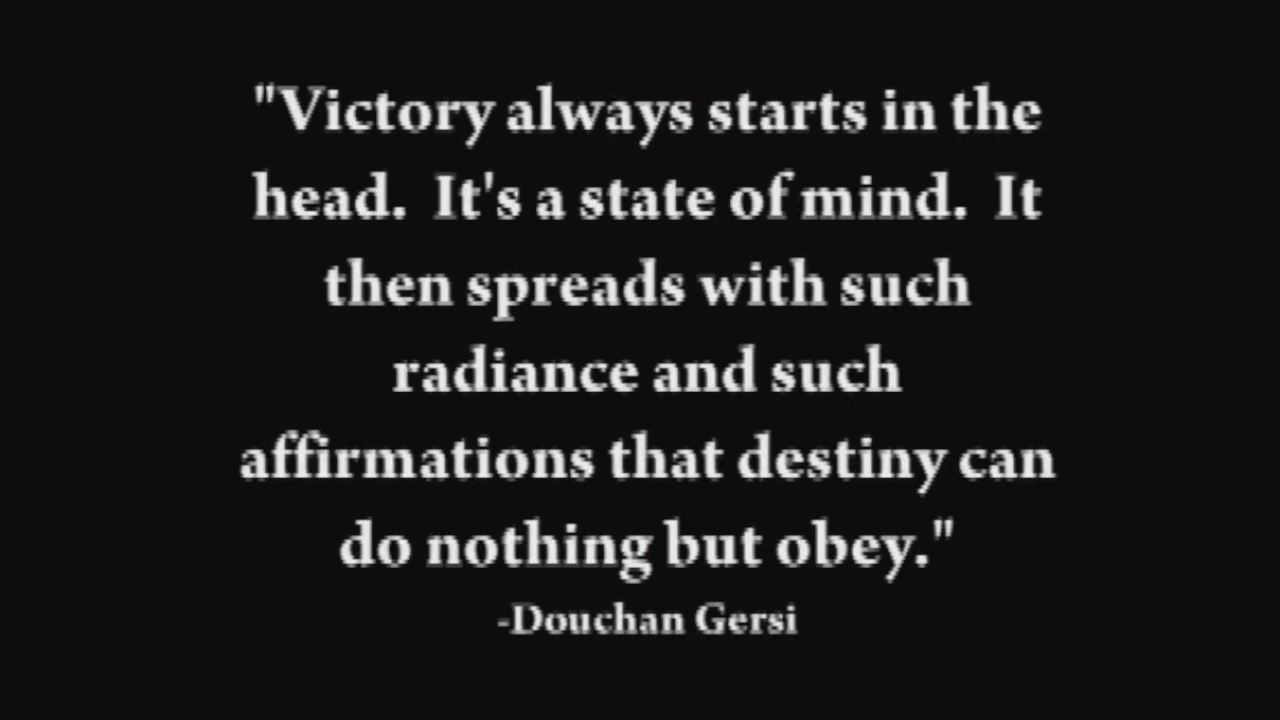 "Victory always starts in the
head.  It's a state of mind.  It
then spreads with such
radiance and such
affirmations that destiny can
do nothing but obey."
-Douchan Gersi